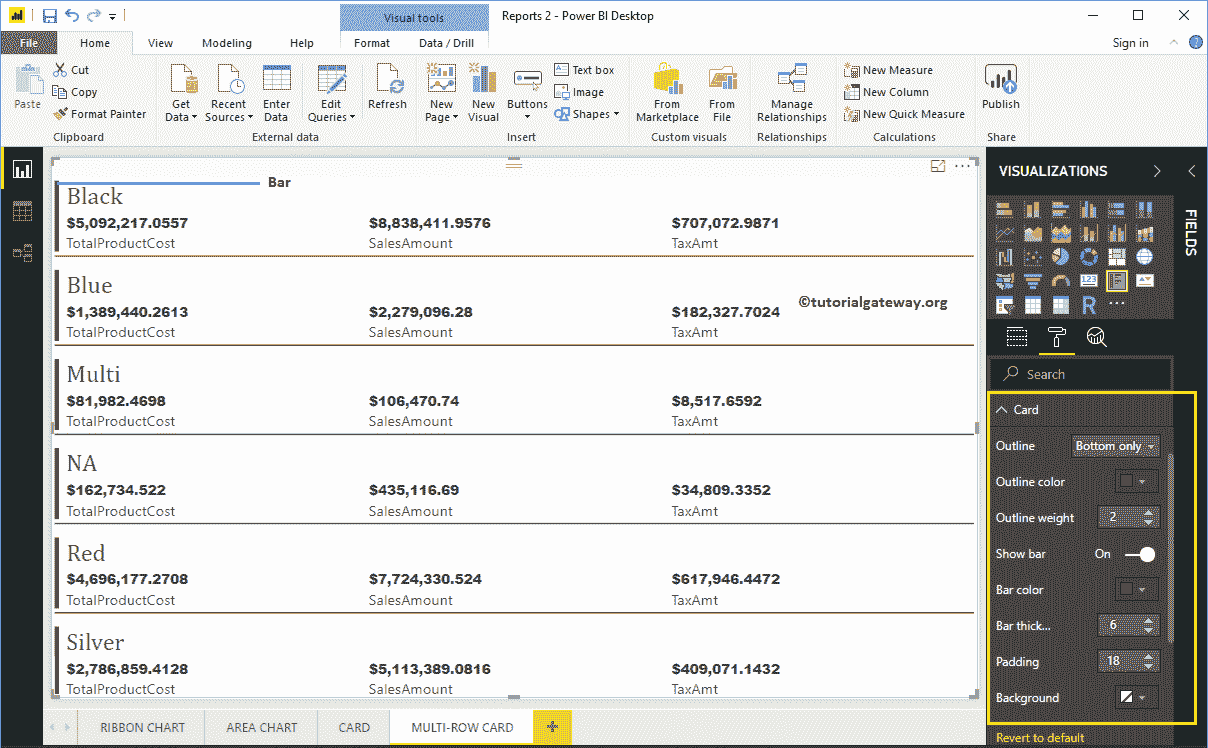 Visual tools
Reports 2 - Power BI Desktop
File Home View Modeling Help Format Data / Drill Sign in
Paste
Cut
Copy
Format Painter
Clipboard
Get Data
Recent Sources
Enter Data
Edit Queries
External data
Refresh
New Page
New Visual
Buttons
Text box
Image
Shapes
Insert
From Marketplace
From File
Custom visuals
Manage Relationships
Relationships
New Measure
New Column
New Quick Measure
Calculations
Publish
Share
Bar
Black
$5,092,217.0557 $8,838,411.9576 $707,072.9871
TotalProductCost SalesAmount TaxAmt
Blue
$1,389,440.2613 $2,279,096.28 $182,327.7024
TotalProductCost SalesAmount TaxAmt
©tutorialgateway.org
Multi
$81,982.4698 $106,470.74 $8,517.6592
TotalProductCost SalesAmount TaxAmt
NA
$162,734.522 $435,116.69 $34,809.3352
TotalProductCost SalesAmount TaxAmt
Red
$4,696,177.2708 $7,724,330.524 $617,946.4472
TotalProductCost SalesAmount TaxAmt
Silver
$2,786,859.4128 $5,113,389.0816 $409,071.1432
TotalProductCost SalesAmount TaxAmt
RIBBON CHART AREA CHART CARD MULTI-ROW CARD
VISUALIZATIONS
FIELDS
123
R
Search
Card
Outline Bottom only
Outline color
Outline weight 2
Show bar On
Bar color
Bar thick... 6
Padding 18
Background
Revert to default